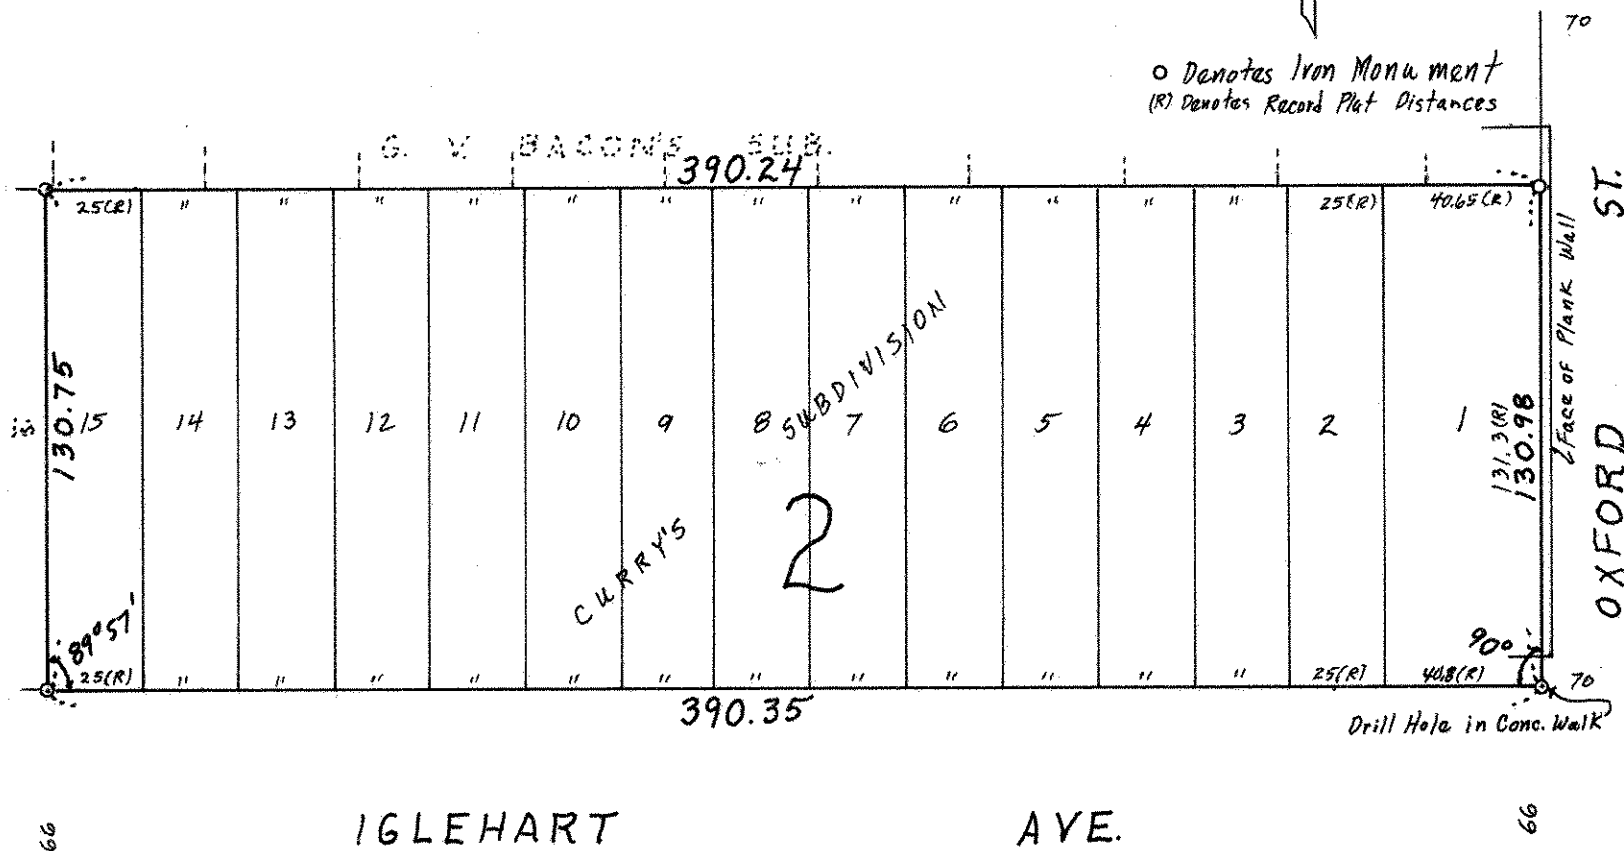 70
o Denotes Iron Monument
(R) Denotes Record Plat Distances
G. V. BACON'S SUB.
390.24
25(R) " " " " " " " " " " " " 25(R) 40.65(R)
ST.
Face of Plank Wall
SUBDIVISION
130.75
15 14 13 12 11 10 9 8 7 6 5 4 3 2 1
131.3(R)
130.98
OXFORD
2
CURRY'S
89°57'
90°
25(R) " " " " " " " " " " " " 25(R) 40.8(R)
70
390.35
Drill Hole in Conc. Walk
66
IGLEHART AVE.
66